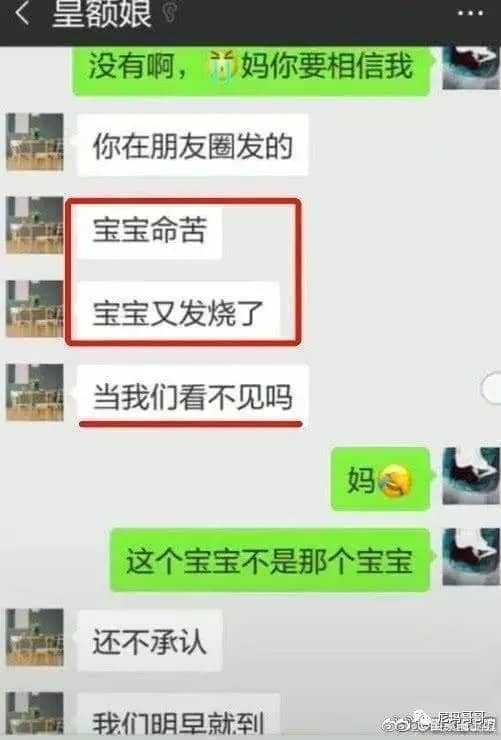 皇额娘
没有啊，😭妈你要相信我
你在朋友圈发的
宝宝命苦
宝宝又发烧了
当我们看不见吗
妈😂
这个宝宝不是那个宝宝
还不承认
我们明早就到